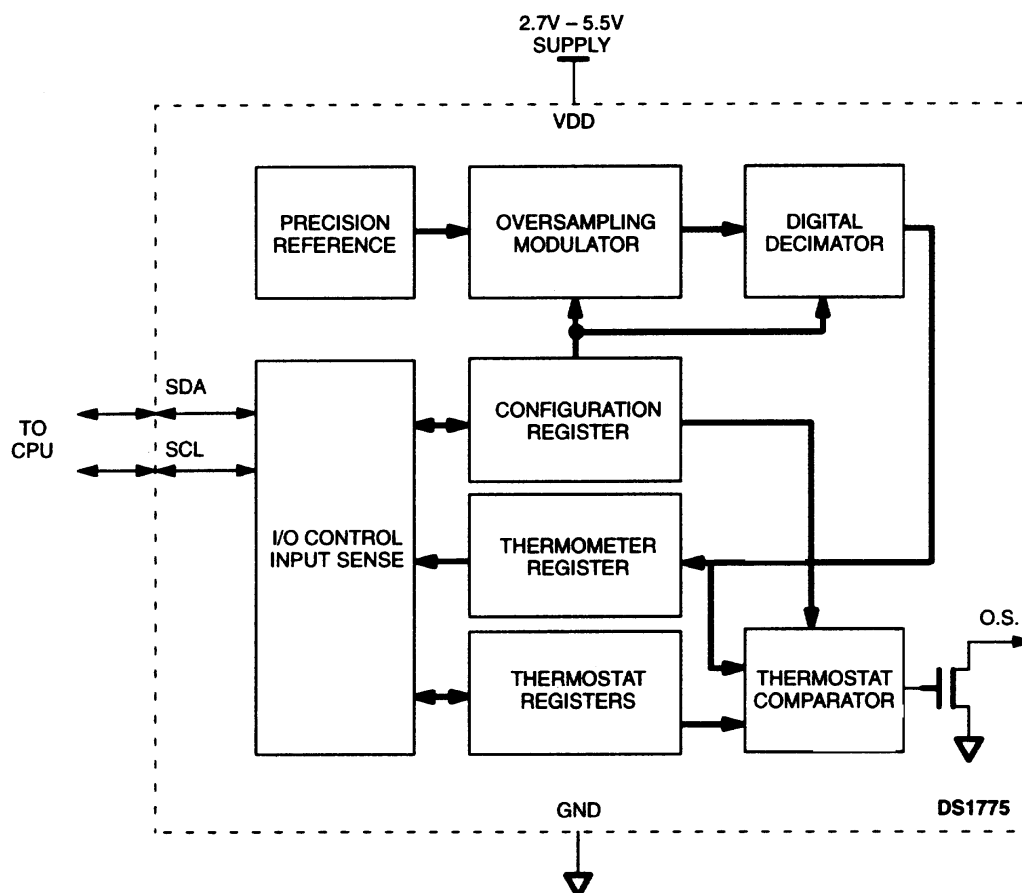 2.7V – 5.5V
SUPPLY
VDD
PRECISION
REFERENCE
OVERSAMPLING
MODULATOR
DIGITAL
DECIMATOR
SDA
TO
CPU
SCL
CONFIGURATION
REGISTER
I/O CONTROL
INPUT SENSE
THERMOMETER
REGISTER
O.S.
THERMOSTAT
REGISTERS
THERMOSTAT
COMPARATOR
GND
DS1775